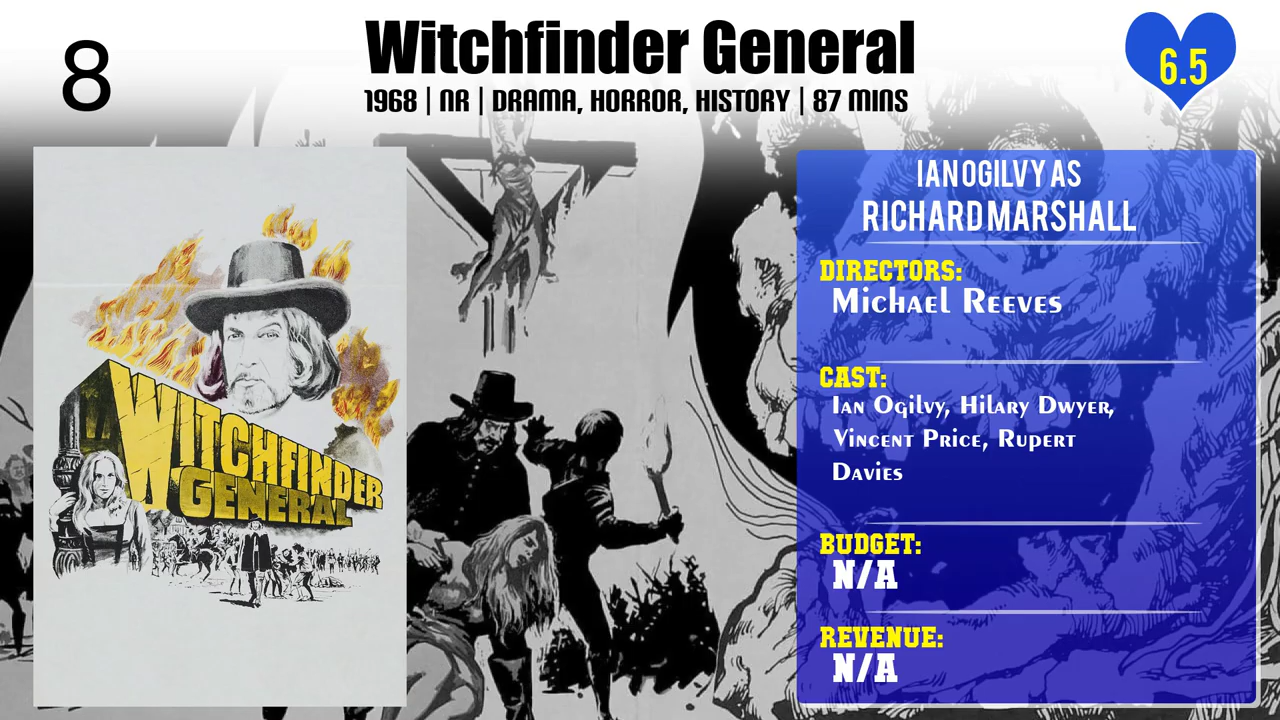 8
Witchfinder General
1968 | NR | DRAMA, HORROR, HISTORY | 87 MINS
6.5
WITCHFINDER
GENERAL
IAN OGILVY AS
RICHARD MARSHALL
DIRECTORS:
Michael Reeves
CAST:
Ian Ogilvy, Hilary Dwyer,
Vincent Price, Rupert
Davies
BUDGET:
N/A
REVENUE:
N/A